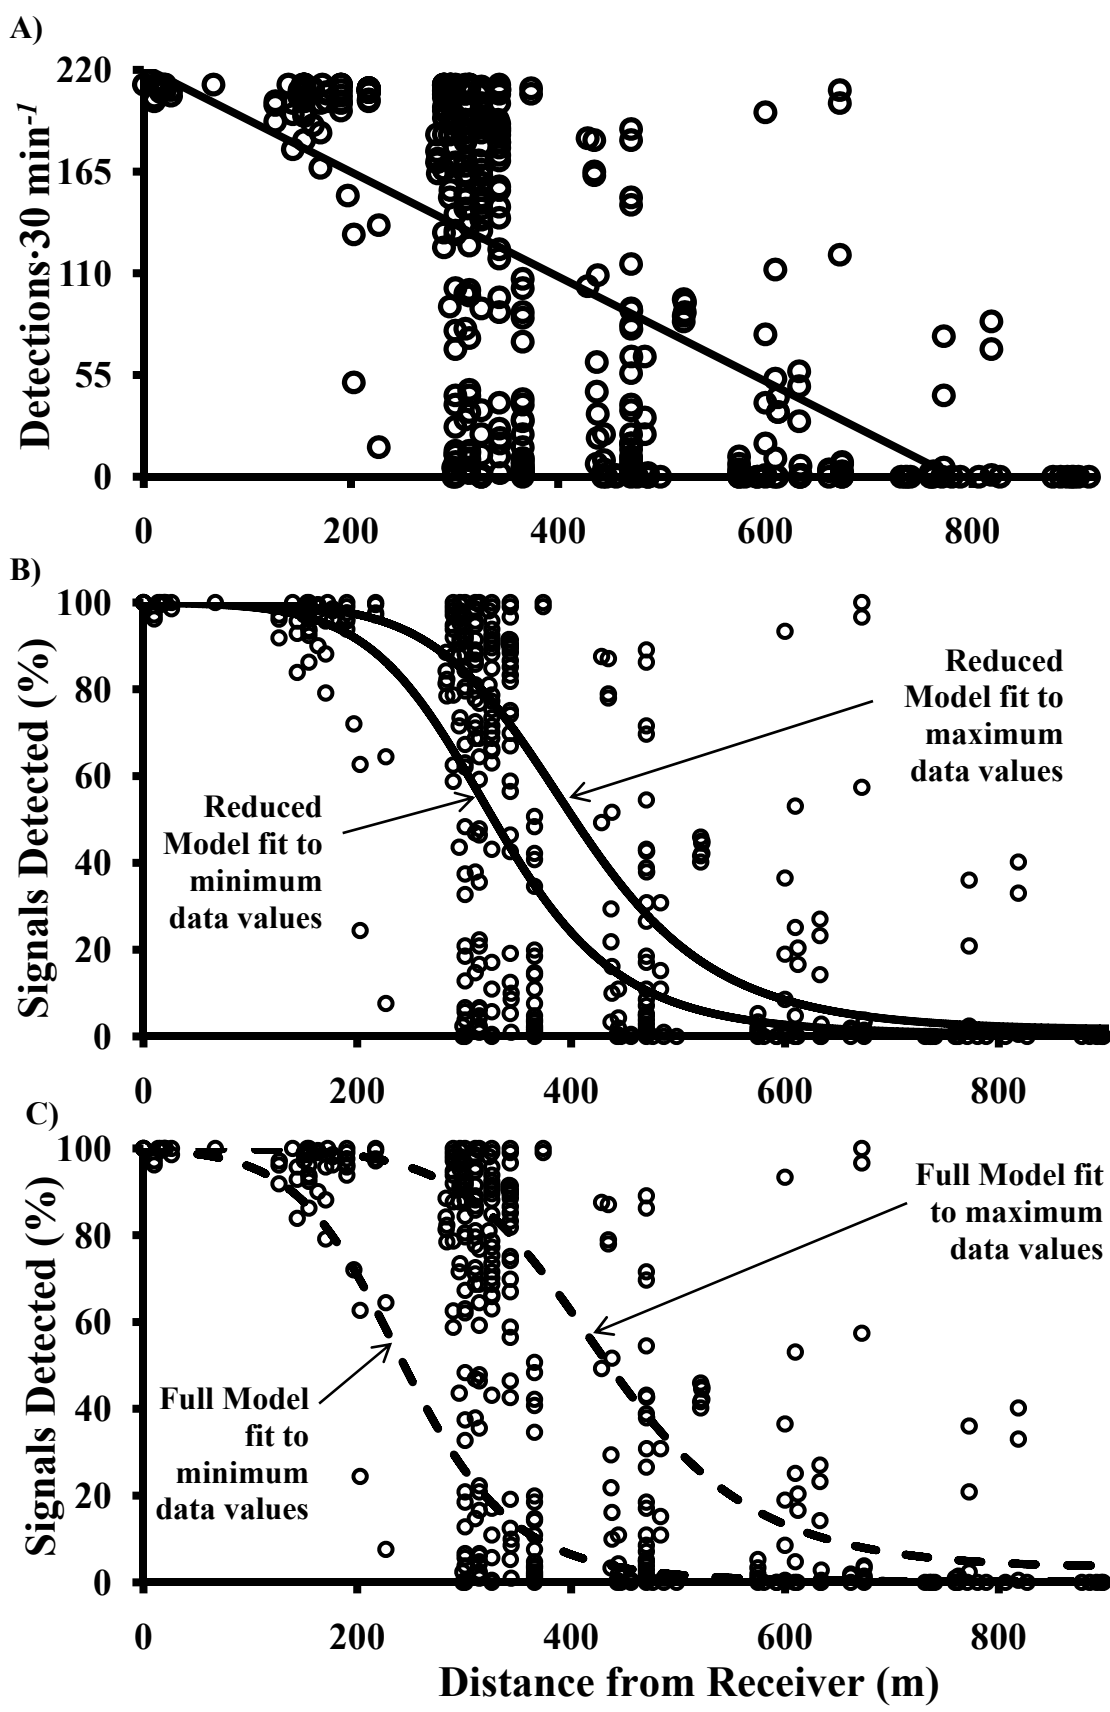 A)
Detections·30 min-1
220
165
110
55
0
0 200 400 600 800
B)
Signals Detected (%)
100
80
60
40
20
0
Reduced
Model fit to
maximum
data values
Reduced
Model fit to
minimum
data values
0 200 400 600 800
C)
Signals Detected (%)
100
80
60
40
20
0
Full Model fit
to maximum
data values
Full Model
fit to
minimum
data values
0 200 400 600 800
Distance from Receiver (m)